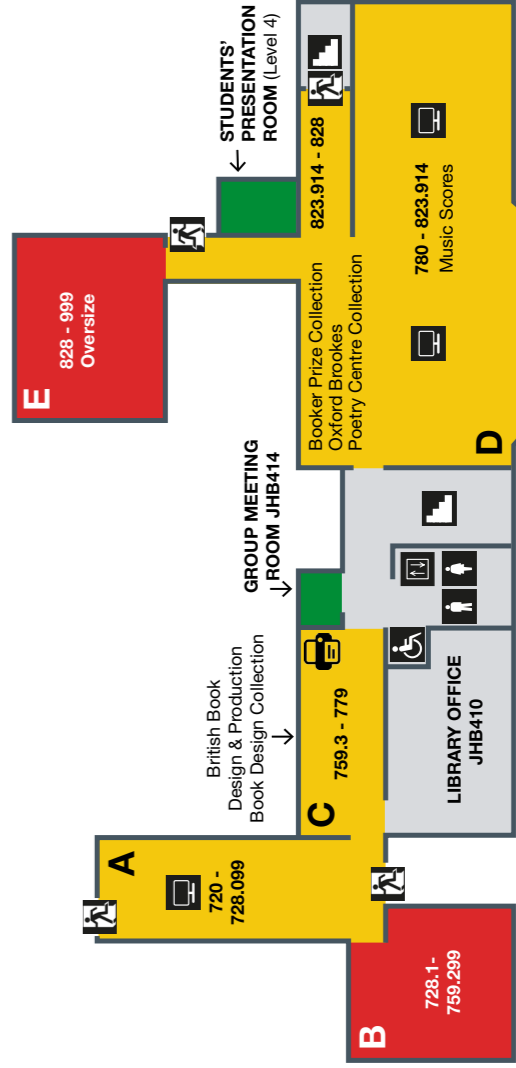 A
720 -
728.099
B
728.1-
759.299
British Book
Design & Production
Book Design Collection
C
759.3 - 779
LIBRARY OFFICE
JHB410
GROUP MEETING
ROOM JHB414
Booker Prize Collection
Oxford Brookes
Poetry Centre Collection
823.914 - 828
D
780 - 823.914
Music Scores
E
828 - 999
Oversize
STUDENTS’
PRESENTATION
ROOM (Level 4)